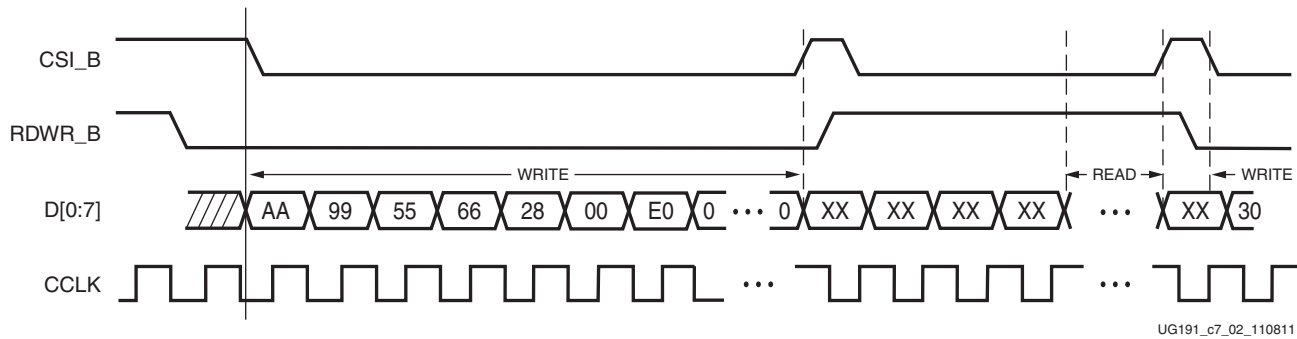 CSI_B
RDWR_B
WRITE READ WRITE
D[0:7] AA 99 55 66 28 00 E0 0 ••• 0 XX XX XX XX ••• XX 30
CCLK ••• •••
UG191_c7_02_110811